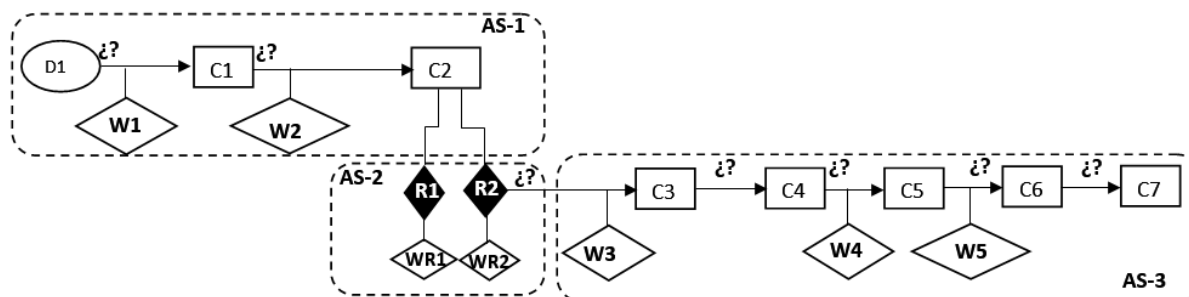 AS-1
D1 ¿? C1 ¿? C2
W1 W2
AS-2 R1 R2 ¿? C3 ¿? C4 ¿? C5 ¿? C6 ¿? C7
WR1 WR2 W3 W4 W5
AS-3